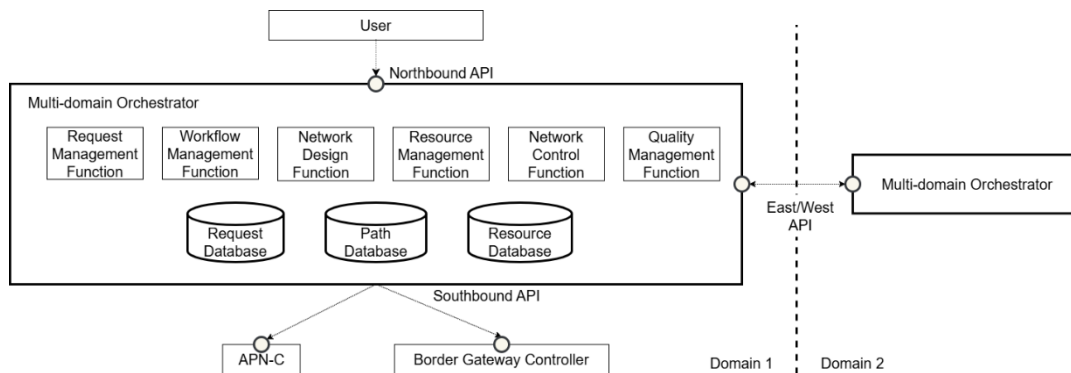 User
Northbound API
Multi-domain Orchestrator
Request
Management
Function
Workflow
Management
Function
Network
Design
Function
Resource
Management
Function
Network
Control
Function
Quality
Management
Function
Request
Database
Path
Database
Resource
Database
East/West
API
Multi-domain Orchestrator
Southbound API
APN-C
Border Gateway Controller
Domain 1
Domain 2